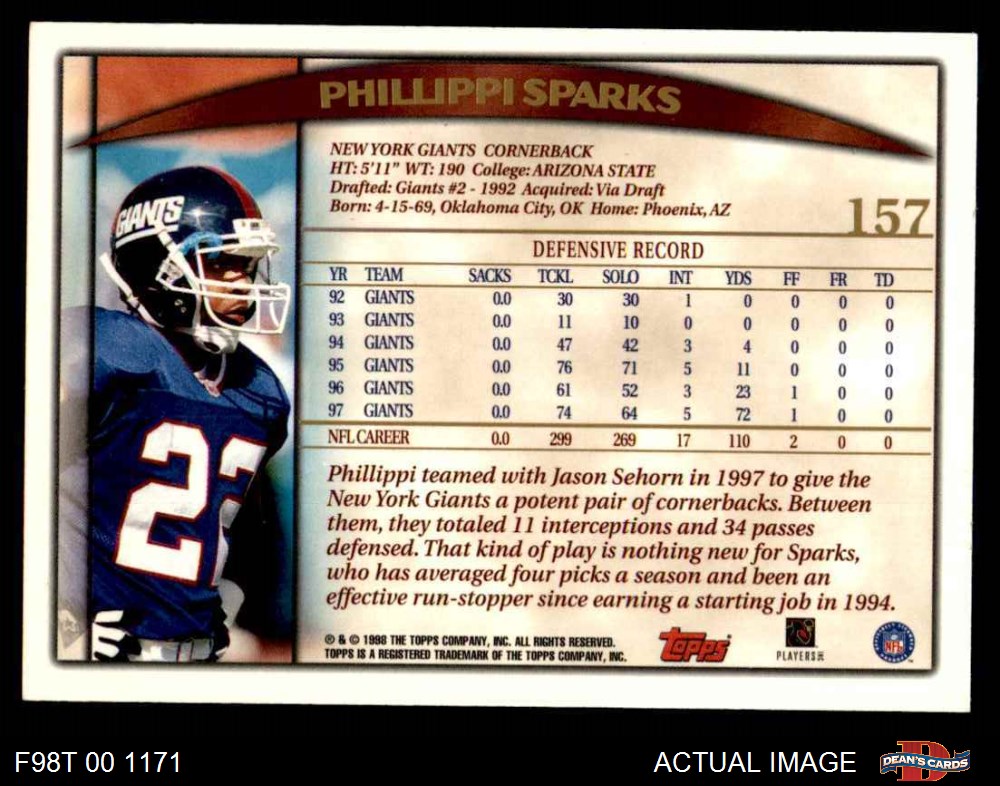 PHILLIPPI SPARKS
NEW YORK GIANTS CORNERBACK
HT: 5'11" WT: 190 College: ARIZONA STATE
Drafted: Giants #2 - 1992 Acquired: Via Draft
Born: 4-15-69, Oklahoma City, OK Home: Phoenix, AZ
157
DEFENSIVE RECORD
YR TEAM SACKS TCKL SOLO INT YDS FF FR TD
92 GIANTS 0.0 30 30 1 0 0 0 0
93 GIANTS 0.0 11 10 0 0 0 0 0
94 GIANTS 0.0 47 42 3 4 0 0 0
95 GIANTS 0.0 76 71 5 11 0 0 0
96 GIANTS 0.0 61 52 3 23 1 0 0
97 GIANTS 0.0 74 64 5 72 1 0 0
NFL CAREER 0.0 299 269 17 110 2 0 0
Phillippi teamed with Jason Sehorn in 1997 to give the
New York Giants a potent pair of cornerbacks. Between
them, they totaled 11 interceptions and 34 passes
defensed. That kind of play is nothing new for Sparks,
who has averaged four picks a season and been an
effective run-stopper since earning a starting job in 1994.
® & © 1998 THE TOPPS COMPANY, INC. ALL RIGHTS RESERVED.
TOPPS IS A REGISTERED TRADEMARK OF THE TOPPS COMPANY, INC.
topps
PLAYERS
NFL
GIANTS
22
F98T 00 1171
ACTUAL IMAGE
DEAN'S CARDS